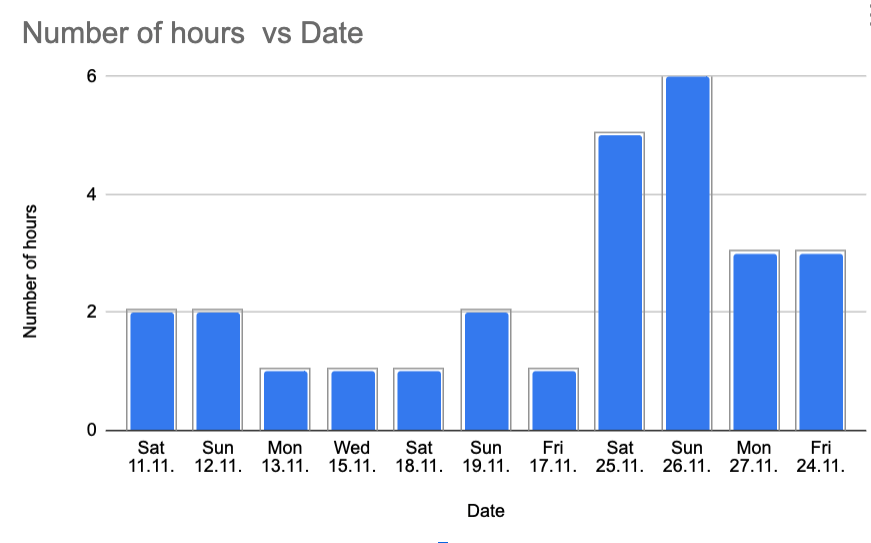 Number of hours  vs Date
Number of hours
6
4
2
0
Sat 11.11.
Sun 12.11.
Mon 13.11.
Wed 15.11.
Sat 18.11.
Sun 19.11.
Fri 17.11.
Sat 25.11.
Sun 26.11.
Mon 27.11.
Fri 24.11.
Date